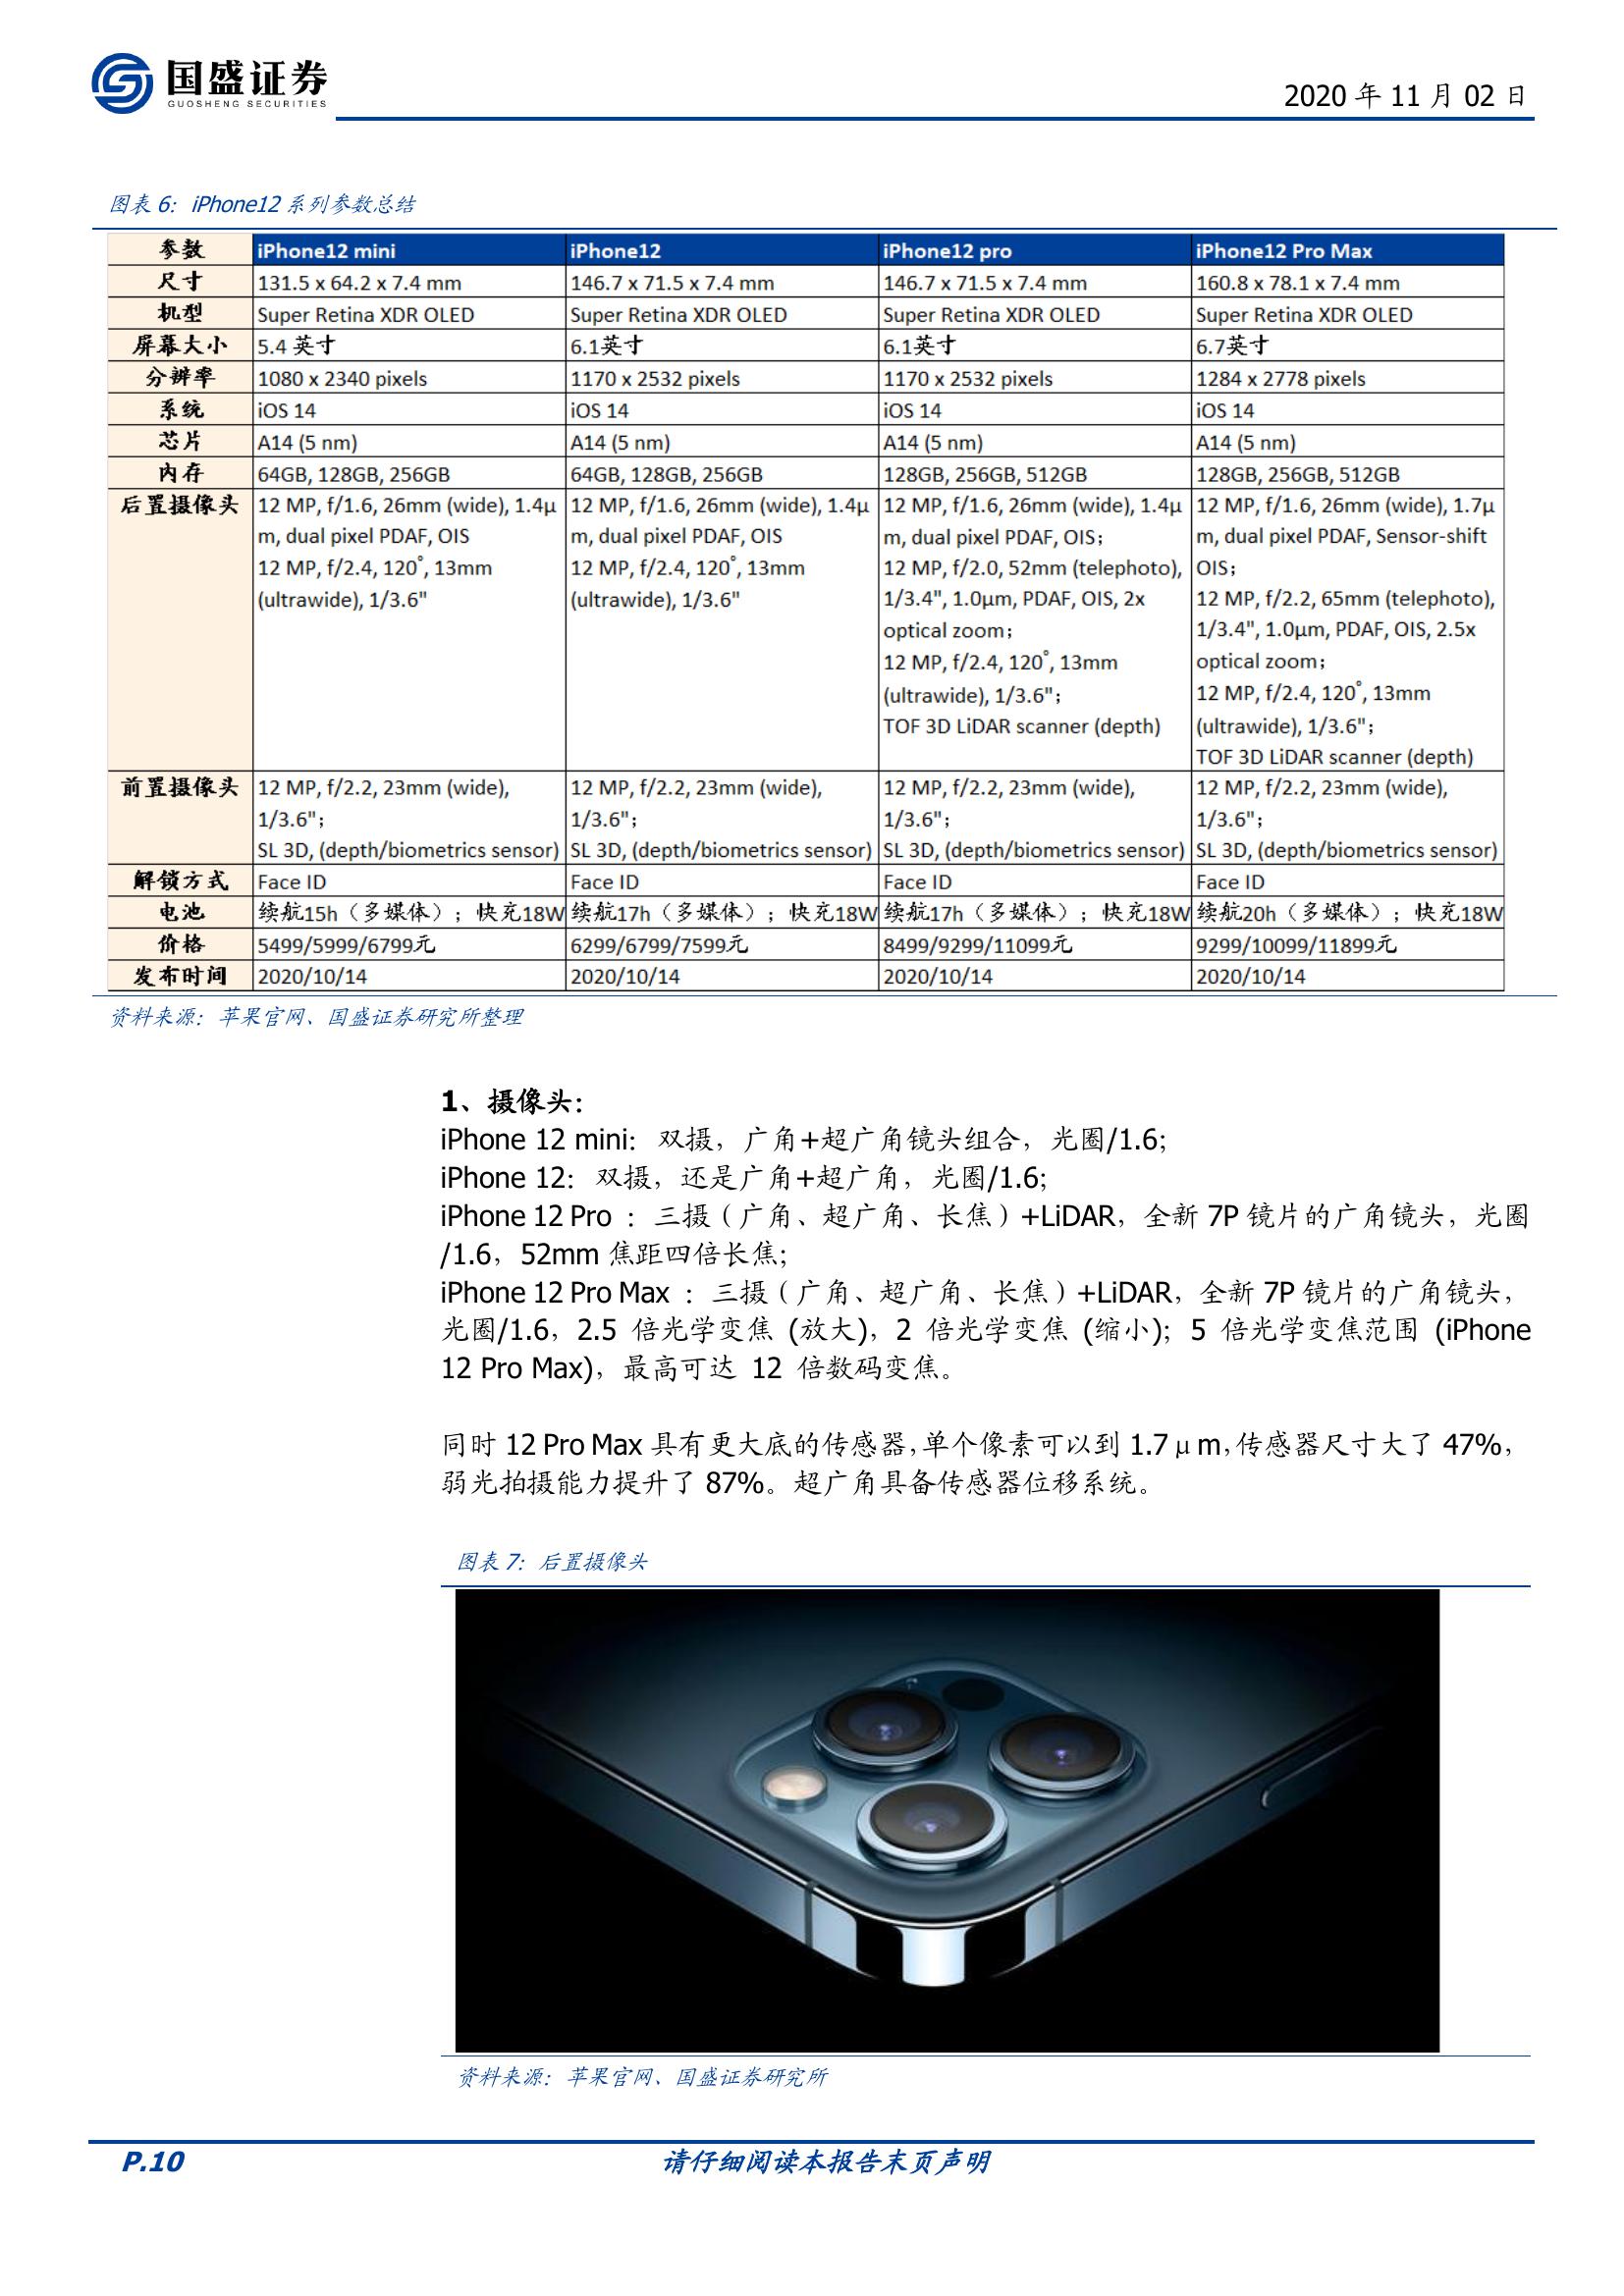 国盛证券
GUOSHENG SECURITIES
2020 年 11 月 02 日
图表 6：iPhone12 系列参数总结
参数 iPhone12 mini iPhone12 iPhone12 pro iPhone12 Pro Max
尺寸 131.5 x 64.2 x 7.4 mm 146.7 x 71.5 x 7.4 mm 146.7 x 71.5 x 7.4 mm 160.8 x 78.1 x 7.4 mm
机型 Super Retina XDR OLED Super Retina XDR OLED Super Retina XDR OLED Super Retina XDR OLED
屏幕大小 5.4 英寸 6.1英寸 6.1英寸 6.7英寸
分辨率 1080 x 2340 pixels 1170 x 2532 pixels 1170 x 2532 pixels 1284 x 2778 pixels
系统 iOS 14 iOS 14 iOS 14 iOS 14
芯片 A14 (5 nm) A14 (5 nm) A14 (5 nm) A14 (5 nm)
内存 64GB, 128GB, 256GB 64GB, 128GB, 256GB 128GB, 256GB, 512GB 128GB, 256GB, 512GB
后置摄像头 12 MP, f/1.6, 26mm (wide), 1.4μ 12 MP, f/1.6, 26mm (wide), 1.4μ 12 MP, f/1.6, 26mm (wide), 1.4μ 12 MP, f/1.6, 26mm (wide), 1.7μ
m, dual pixel PDAF, OIS m, dual pixel PDAF, OIS m, dual pixel PDAF, OIS； m, dual pixel PDAF, Sensor-shift
12 MP, f/2.4, 120˚, 13mm 12 MP, f/2.4, 120˚, 13mm 12 MP, f/2.0, 52mm (telephoto), OIS；
(ultrawide), 1/3.6" (ultrawide), 1/3.6" 1/3.4", 1.0μm, PDAF, OIS, 2x 12 MP, f/2.2, 65mm (telephoto),
optical zoom； 1/3.4", 1.0μm, PDAF, OIS, 2.5x
12 MP, f/2.4, 120˚, 13mm optical zoom；
(ultrawide), 1/3.6"； 12 MP, f/2.4, 120˚, 13mm
TOF 3D LiDAR scanner (depth) (ultrawide), 1/3.6"；
TOF 3D LiDAR scanner (depth)
前置摄像头 12 MP, f/2.2, 23mm (wide), 12 MP, f/2.2, 23mm (wide), 12 MP, f/2.2, 23mm (wide), 12 MP, f/2.2, 23mm (wide),
1/3.6"； 1/3.6"； 1/3.6"； 1/3.6"；
SL 3D, (depth/biometrics sensor) SL 3D, (depth/biometrics sensor) SL 3D, (depth/biometrics sensor) SL 3D, (depth/biometrics sensor)
解锁方式 Face ID Face ID Face ID Face ID
电池 续航15h（多媒体）；快充18W 续航17h（多媒体）；快充18W 续航17h（多媒体）；快充18W 续航20h（多媒体）；快充18W
价格 5499/5999/6799元 6299/6799/7599元 8499/9299/11099元 9299/10099/11899元
发布时间 2020/10/14 2020/10/14 2020/10/14 2020/10/14
资料来源：苹果官网、国盛证券研究所整理
1、摄像头：
iPhone 12 mini：双摄，广角+超广角镜头组合，光圈/1.6；
iPhone 12：双摄，还是广角+超广角，光圈/1.6；
iPhone 12 Pro ：三摄（广角、超广角、长焦）+LiDAR，全新 7P 镜片的广角镜头，光圈
/1.6，52mm 焦距四倍长焦；
iPhone 12 Pro Max ：三摄（广角、超广角、长焦）+LiDAR，全新 7P 镜片的广角镜头，
光圈/1.6，2.5 倍光学变焦 (放大)，2 倍光学变焦 (缩小)；5 倍光学变焦范围 (iPhone
12 Pro Max)，最高可达 12 倍数码变焦。
同时 12 Pro Max 具有更大底的传感器，单个像素可以到 1.7μm，传感器尺寸大了 47%，
弱光拍摄能力提升了 87%。超广角具备传感器位移系统。
图表 7：后置摄像头
资料来源：苹果官网、国盛证券研究所
P.10 请仔细阅读本报告末页声明